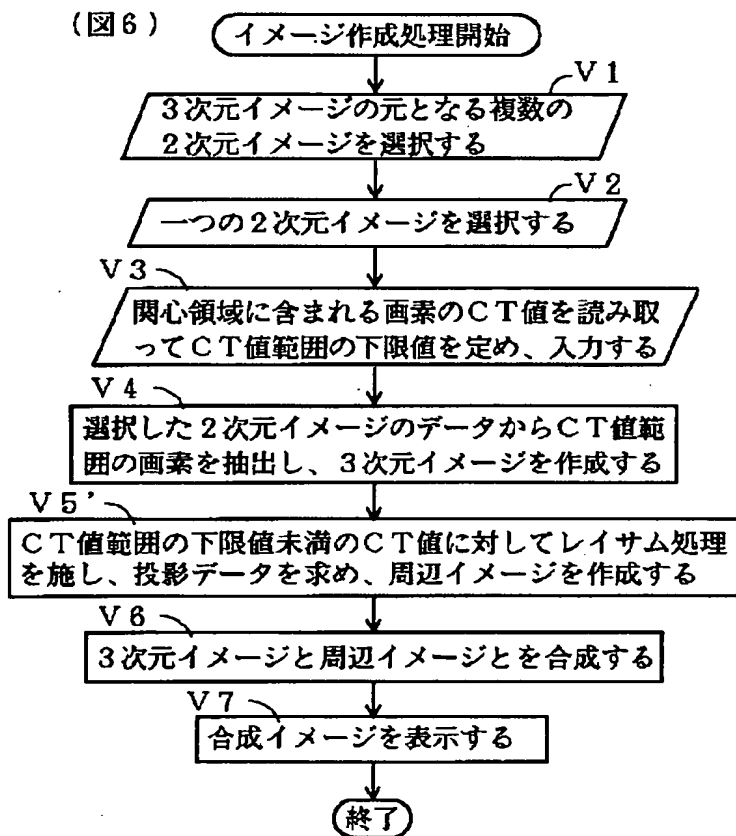 (図6)
イメージ作成処理開始
V1
3次元イメージの元となる複数の
2次元イメージを選択する
V2
一つの2次元イメージを選択する
V3
関心領域に含まれる画素のCT値を読み取
ってCT値範囲の下限値を定め、入力する
V4
選択した2次元イメージのデータからCT値範
囲の画素を抽出し、3次元イメージを作成する
V5'
CT値範囲の下限値未満のCT値に対してレイサム処理
を施し、投影データを求め、周辺イメージを作成する
V6
3次元イメージと周辺イメージとを合成する
V7
合成イメージを表示する
終了